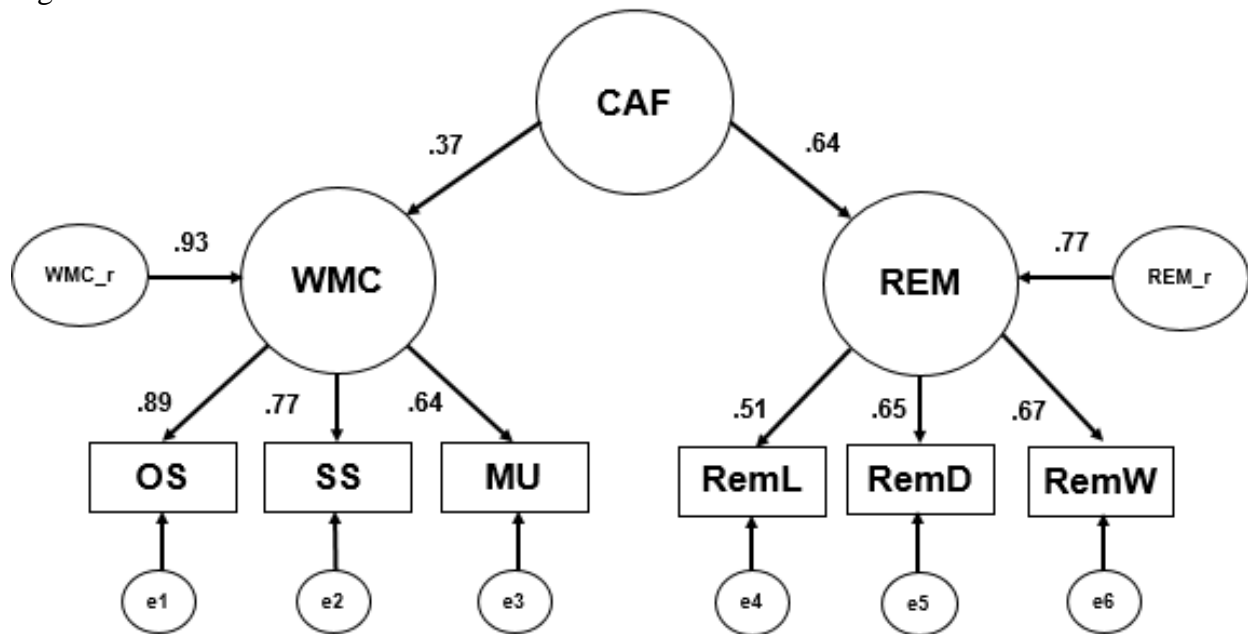 CAF
.37
.64
.93
.77
WMC_r
WMC
REM
REM_r
.89
.77
.64
.51
.65
.67
OS
SS
MU
RemL
RemD
RemW
e1
e2
e3
e4
e5
e6